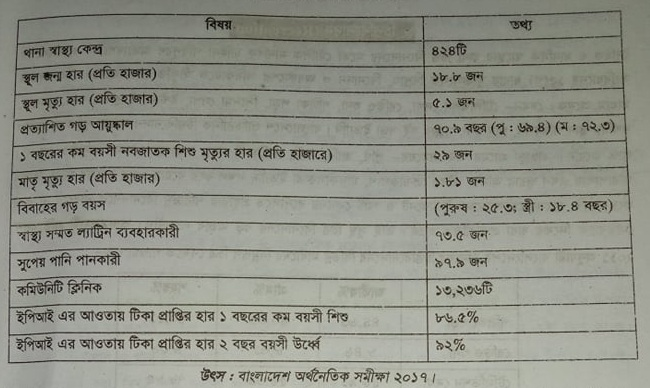 বিষয় তথ্য
থানা স্বাস্থ্য কেন্দ্র ৪২৪টি
স্থূল জন্ম হার (প্রতি হাজার) ১৮.৮ জন
স্থূল মৃত্যু হার (প্রতি হাজার) ৫.১ জন
প্রত্যাশিত গড় আয়ুষ্কাল ৭০.৯ বছর (পু : ৬৯.৪) (ম : ৭২.৩)
১ বছরের কম বয়সী নবজাতক শিশু মৃত্যুর হার (প্রতি হাজারে) ২৯ জন
মাতৃ মৃত্যু হার (প্রতি হাজার) ১.৮১ জন
বিবাহের গড় বয়স (পুরুষ : ২৫.৩; স্ত্রী : ১৮.৪ বছর)
স্বাস্থ্য সম্মত ল্যাট্রিন ব্যবহারকারী ৭৩.৫ জন
সুপেয় পানি পানকারী ৯৭.৯ জন
কমিউনিটি ক্লিনিক ১৩,২৩৬টি
ইপিআই এর আওতায় টিকা প্রাপ্তির হার ১ বছরের কম বয়সী শিশু ৮৬.৫%
ইপিআই এর আওতায় টিকা প্রাপ্তির হার ২ বছর বয়সী উর্ধ্বে ৯২%
উৎস : বাংলাদেশ অর্থনৈতিক সমীক্ষা ২০১৭।